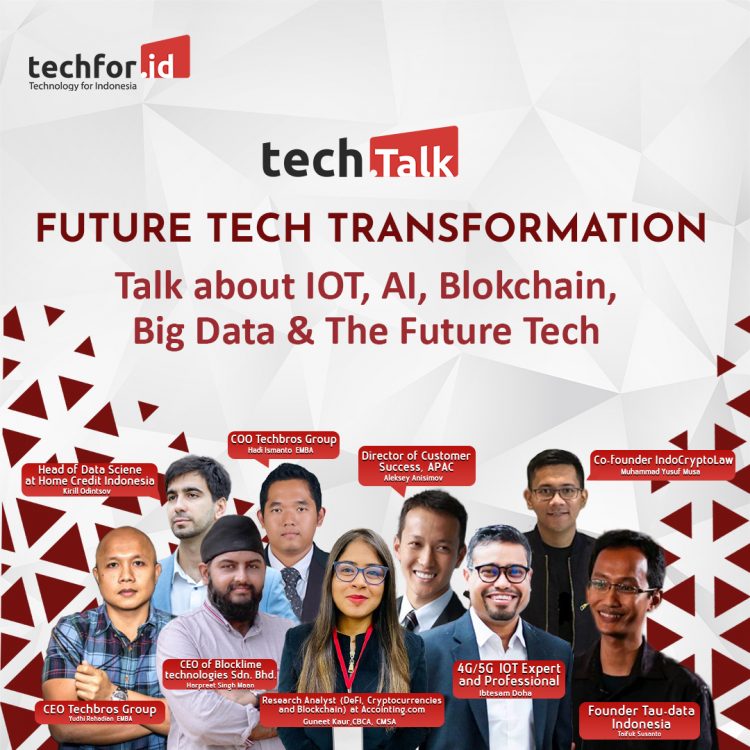 techfor.id
Technology for Indonesia
tech.Talk
FUTURE TECH TRANSFORMATION
Talk about IOT, AI, Blokchain,
Big Data & The Future Tech
COO Techbros Group
Hadi Ismanto EMBA
Director of Customer
Success, APAC
Aleksey Anisimov
Co-founder IndoCryptoLaw
Muhammad Yusuf Musa
Head of Data Sciene
at Home Credit Indonesia
Kirill Odintsov
CEO of Blocklime
technologies Sdn. Bhd.
Harpreet Singh Maan
4G/5G IOT Expert
and Professional
Ibtesam Doha
CEO Techbros Group
Yudhi Rahadian EMBA
Research Analyst (DeFi, Cryptocurrencies
and Blockchain) at Accointing.com
Guneet Kaur,CBCA, CMSA
Founder Tau-data
Indonesia
Taifuk Susanto